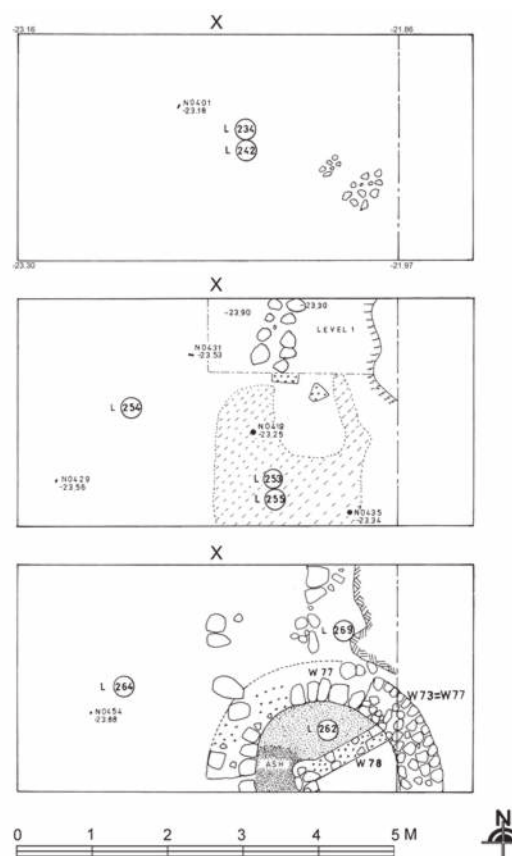 X
-23.16 -21.86
N0401
-23.18
L 234
L 242
-23.30 -21.97
X
-23.90 -23.30
LEVEL 1
N0431
-23.53
L 254
N0419
-23.25
N0429
-23.56
L 253
L 255
N0435
-23.34
X
L 269
W 77
L 264
W 73=W77
N0454
-23.88
L 262
ASH
W 78
N
0 1 2 3 4 5 M